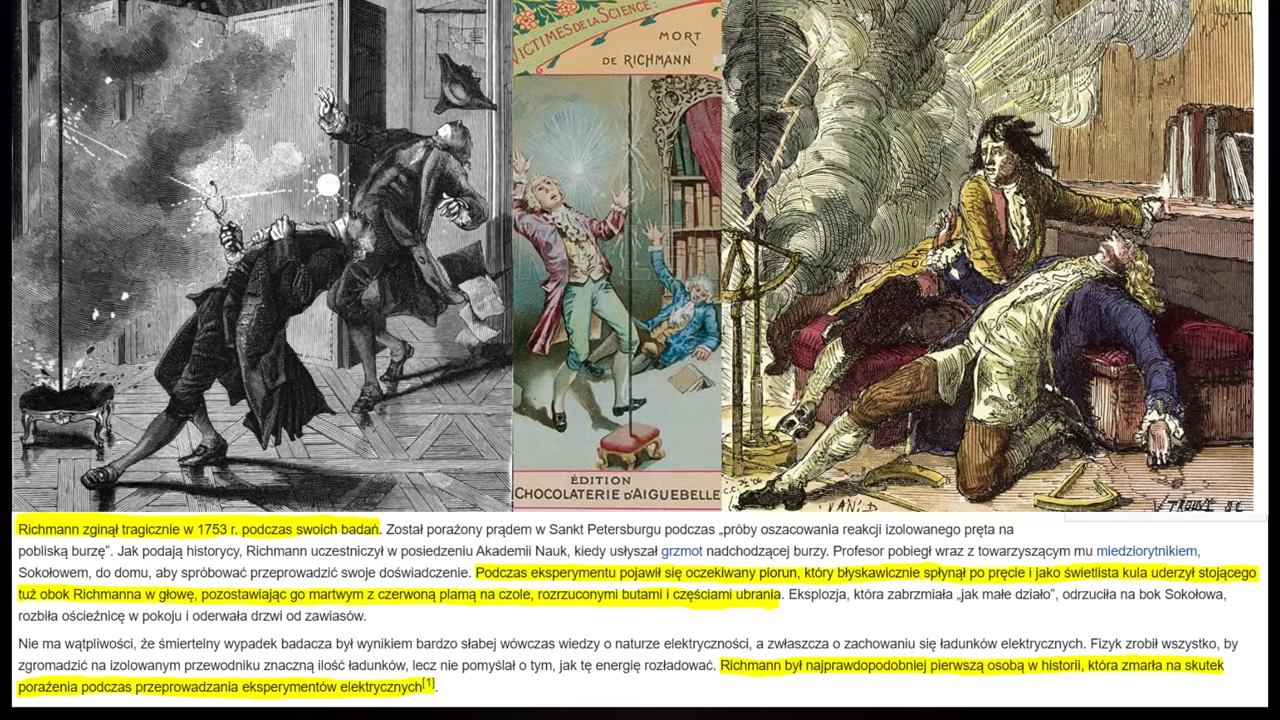 VICTIMES DE LA SCIENCE:
MORT
DE RICHMANN
ÉDITION
CHOCOLATERIE D'AIGUEBELLE
Richmann zginął tragicznie w 1753 r. podczas swoich badań. Został porażony prądem w Sankt Petersburgu podczas „próby oszacowania reakcji izolowanego pręta na
pobliską burzę”. Jak podają historycy, Richmann uczestniczył w posiedzeniu Akademii Nauk, kiedy usłyszał grzmot nadchodzącej burzy. Profesor pobiegł wraz z towarzyszącym mu miedziorytnikiem,
Sokołowem, do domu, aby spróbować przeprowadzić swoje doświadczenie. Podczas eksperymentu pojawił się oczekiwany piorun, który błyskawicznie spłynął po pręcie i jako świetlista kula uderzył stojącego
tuż obok Richmanna w głowę, pozostawiając go martwym z czerwoną plamą na czole, rozrzuconymi butami i częściami ubrania. Eksplozja, która zabrzmiała „jak małe działo”, odrzuciła na bok Sokołowa,
rozbiła ościeżnicę w pokoju i oderwała drzwi od zawiasów.
Nie ma wątpliwości, że śmiertelny wypadek badacza był wynikiem bardzo słabej wówczas wiedzy o naturze elektryczności, a zwłaszcza o zachowaniu się ładunków elektrycznych. Fizyk zrobił wszystko, by
zgromadzić na izolowanym przewodniku znaczną ilość ładunków, lecz nie pomyślał o tym, jak tę energię rozładować. Richmann był najprawdopodobniej pierwszą osobą w historii, która zmarła na skutek
porażenia podczas przeprowadzania eksperymentów elektrycznych[1].